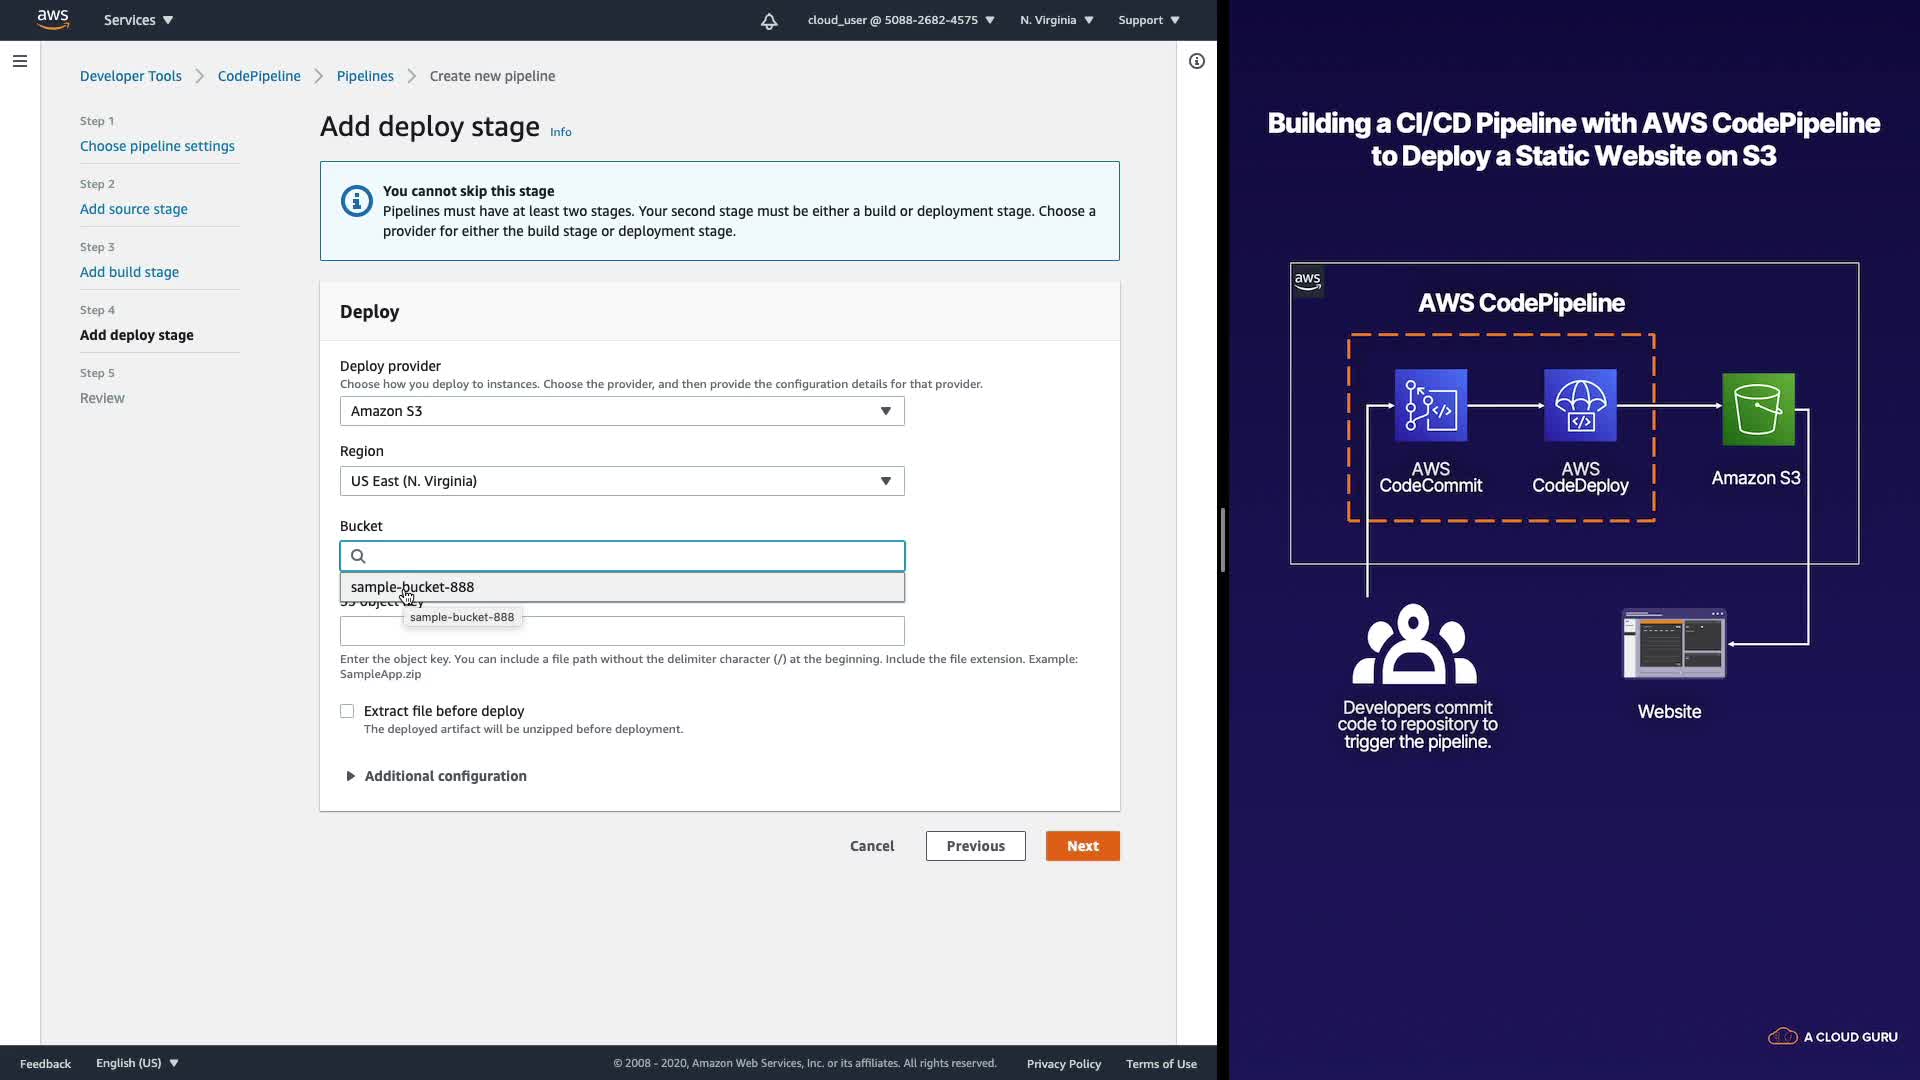 aws
Services
cloud_user @ 5088-2682-4575
N. Virginia
Support
Developer Tools
CodePipeline
Pipelines
Create new pipeline
Step 1
Choose pipeline settings
Step 2
Add source stage
Step 3
Add build stage
Step 4
Add deploy stage
Step 5
Review
Add deploy stage
Info
You cannot skip this stage
Pipelines must have at least two stages. Your second stage must be either a build or deployment stage. Choose a
provider for either the build stage or deployment stage.
Deploy
Deploy provider
Choose how you deploy to instances. Choose the provider, and then provide the configuration details for that provider.
Amazon S3
Region
US East (N. Virginia)
Bucket
sample-bucket-888
S3 object key
sample-bucket-888
Enter the object key. You can include a file path without the delimiter character (/) at the beginning. Include the file extension. Example:
SampleApp.zip
Extract file before deploy
The deployed artifact will be unzipped before deployment.
Additional configuration
Cancel
Previous
Next
Feedback
English (US)
© 2008 - 2020, Amazon Web Services, Inc. or its affiliates. All rights reserved.
Privacy Policy
Terms of Use
Building a CI/CD Pipeline with AWS CodePipeline
to Deploy a Static Website on S3
aws
AWS CodePipeline
AWS
CodeCommit
AWS
CodeDeploy
Amazon S3
Developers commit
code to repository to
trigger the pipeline.
Website
A CLOUD GURU